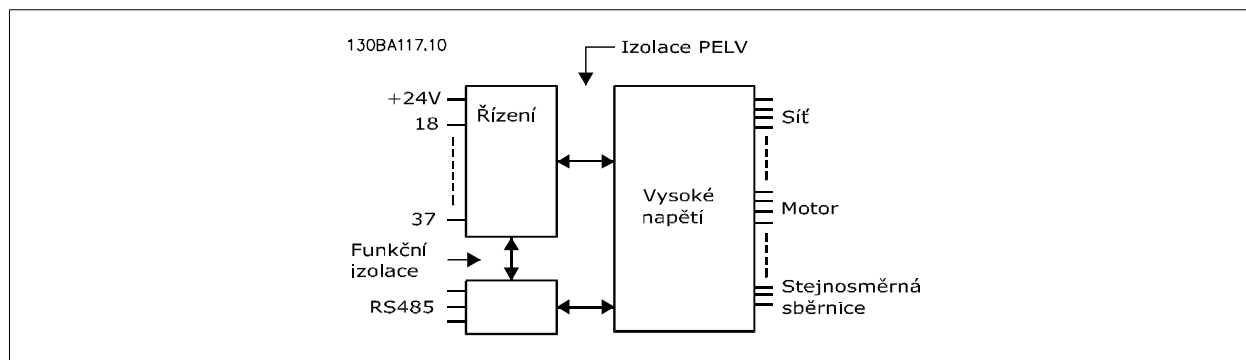 130BA117.10
Izolace PELV
+24V
18
37
Řízení
Vysoké
napětí
Síť
Motor
Stejnosměrná
sběrnice
Funkční
izolace
RS485